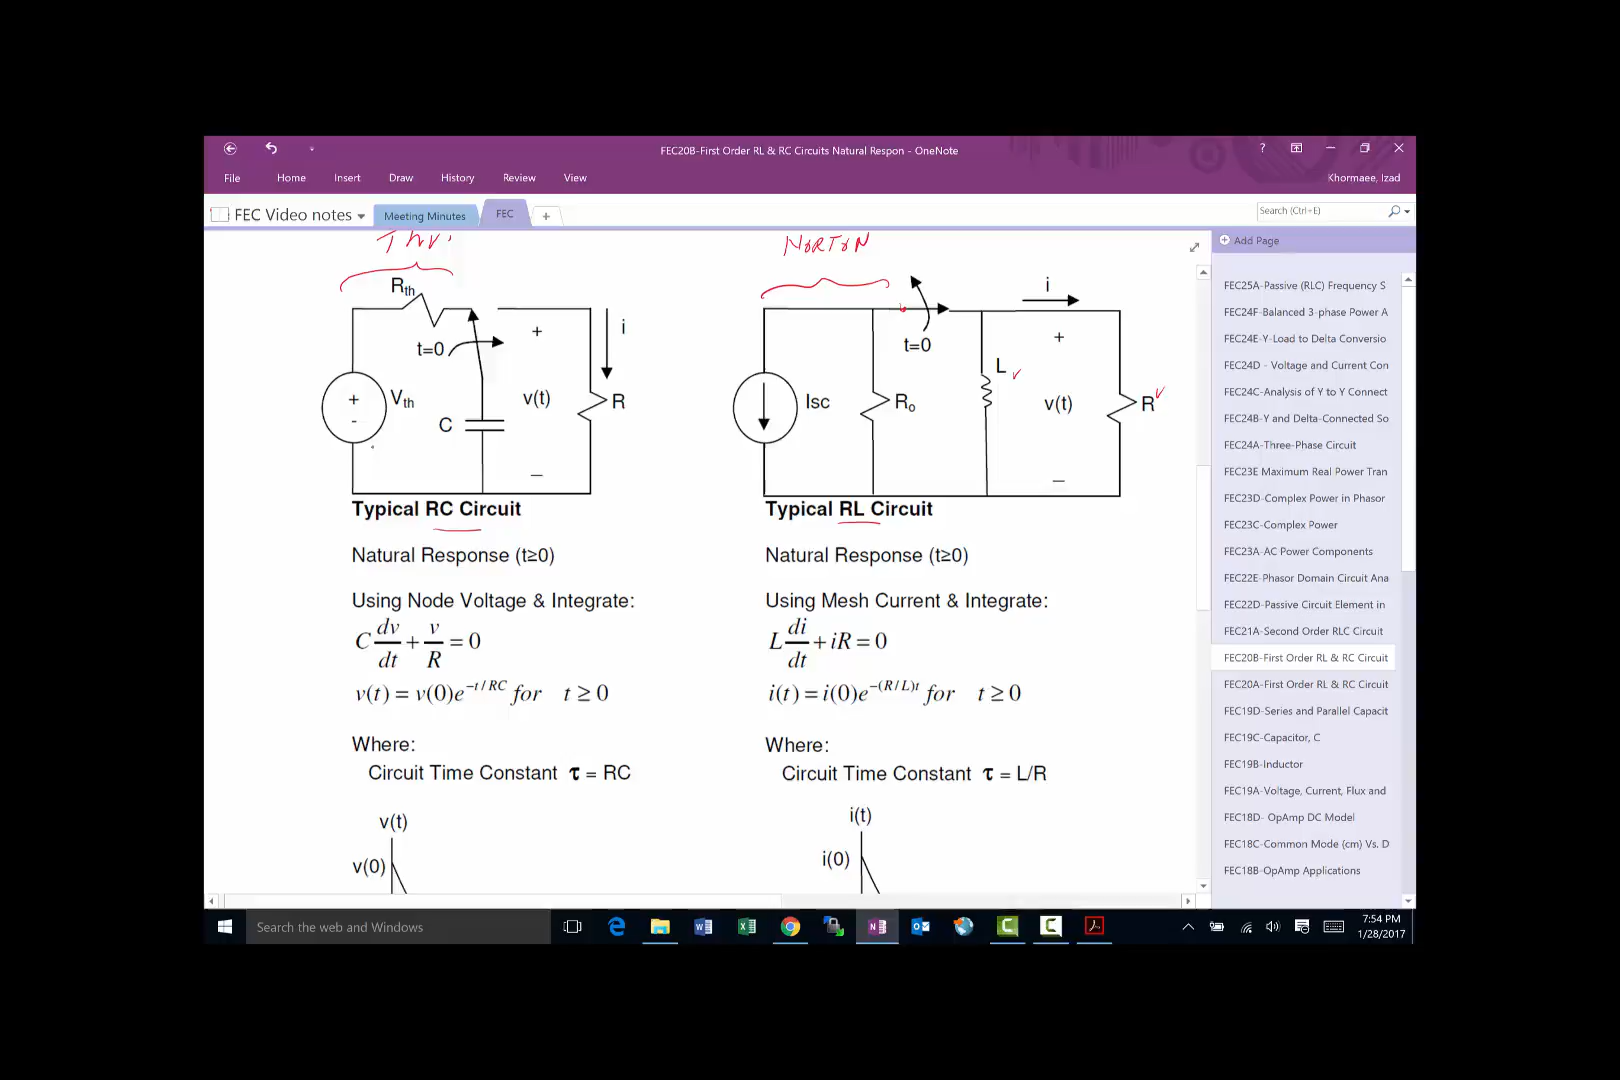 FEC20B-First Order RL & RC Circuits Natural Respon - OneNote
?
File Home Insert Draw History Review View
Khormaee, Izad
FEC Video notes
Meeting Minutes
FEC
+
Search (Ctrl+E)
Add Page
NORTON
Rth
t=0
+
i
Vth
+
-
C
v(t)
R
_
Typical RC Circuit
Natural Response (t≥0)
Using Node Voltage & Integrate:
C dv/dt + v/R = 0
v(t) = v(0)e^{-t/RC} for t ≥ 0
Where:
Circuit Time Constant τ = RC
v(t)
v(0)
i
t=0
+
L
Isc
Ro
v(t)
R
_
Typical RL Circuit
Natural Response (t≥0)
Using Mesh Current & Integrate:
L di/dt + iR = 0
i(t) = i(0)e^{-(R/L)t} for t ≥ 0
Where:
Circuit Time Constant τ = L/R
i(t)
i(0)
FEC25A-Passive (RLC) Frequency S
FEC24F-Balanced 3-phase Power A
FEC24E-Y-Load to Delta Conversio
FEC24D - Voltage and Current Con
FEC24C-Analysis of Y to Y Connect
FEC24B-Y and Delta-Connected So
FEC24A-Three-Phase Circuit
FEC23E Maximum Real Power Tran
FEC23D-Complex Power in Phasor
FEC23C-Complex Power
FEC23A-AC Power Components
FEC22E-Phasor Domain Circuit Ana
FEC22D-Passive Circuit Element in
FEC21A-Second Order RLC Circuit
FEC20B-First Order RL & RC Circuit
FEC20A-First Order RL & RC Circuit
FEC19D-Series and Parallel Capacit
FEC19C-Capacitor, C
FEC19B-Inductor
FEC19A-Voltage, Current, Flux and
FEC18D- OpAmp DC Model
FEC18C-Common Mode (cm) Vs. D
FEC18B-OpAmp Applications
Search the web and Windows
7:54 PM
1/28/2017